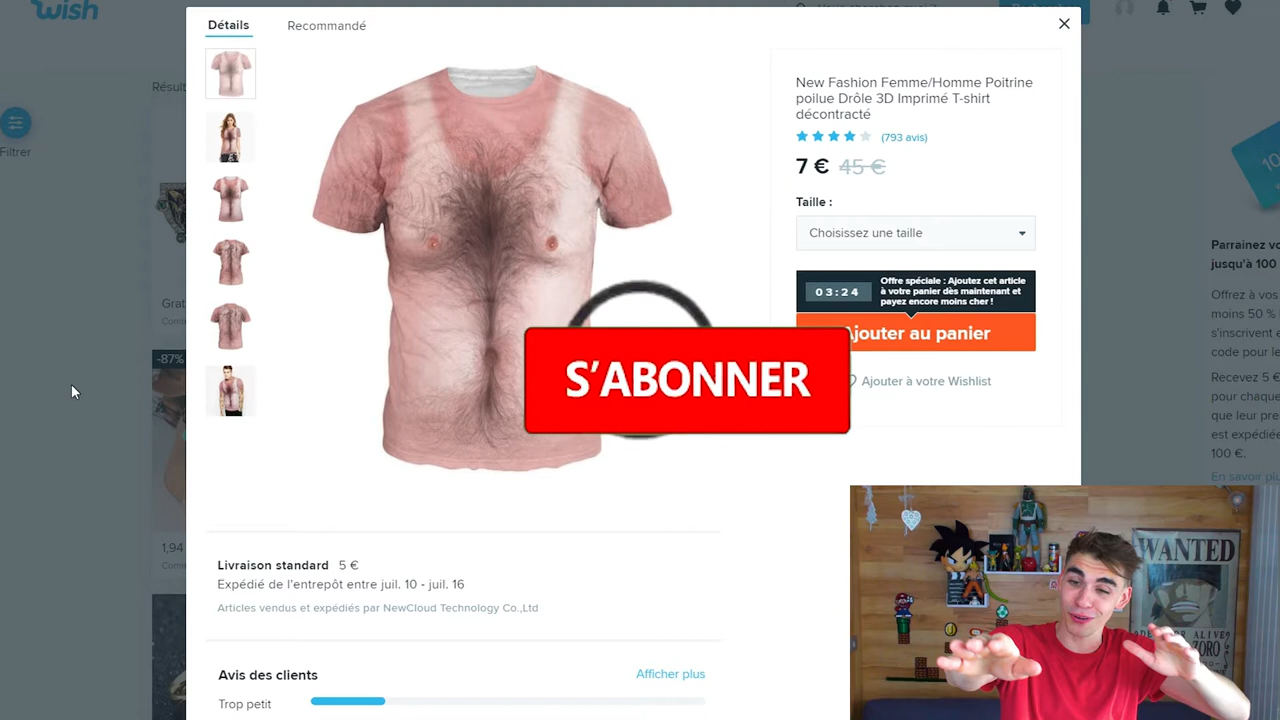 wish
Détails
Recommandé
New Fashion Femme/Homme Poitrine
poilue Drôle 3D Imprimé T-shirt
décontracté
(793 avis)
7 € 45 €
Taille :
Choisissez une taille
03:24
Offre spéciale : Ajoutez cet article
à votre panier dès maintenant et
payez encore moins cher !
Ajouter au panier
S'ABONNER
Ajouter à votre Wishlist
Livraison standard 5 €
Expédié de l'entrepôt entre juil. 10 - juil. 16
Articles vendus et expédiés par NewCloud Technology Co.,Ltd
Avis des clients
Afficher plus
Trop petit
Filtrer
Résul
Grat
-87%
1,94
Parrainez vo
jusqu'à 100
Offrez à vos
moins 50 %
s'inscrivent e
code pour le
Recevez 5 €
pour chaque
que leur pre
est expédiée
100 €.
En savoir plu
WANTED
ZORO